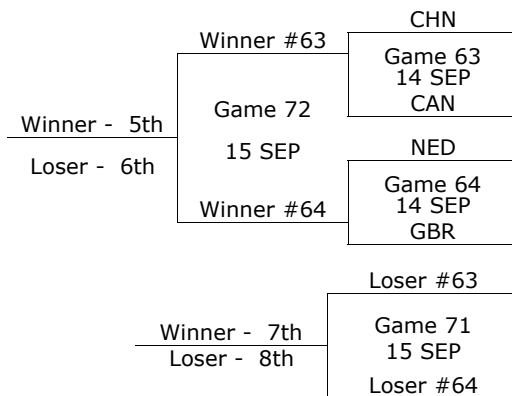 CHN
Winner #63
Game 63
14 SEP
CAN
Game 72
Winner - 5th
15 SEP
Loser - 6th
NED
Game 64
14 SEP
Winner #64
GBR
Loser #63
Winner - 7th
Game 71
Loser - 8th
15 SEP
Loser #64